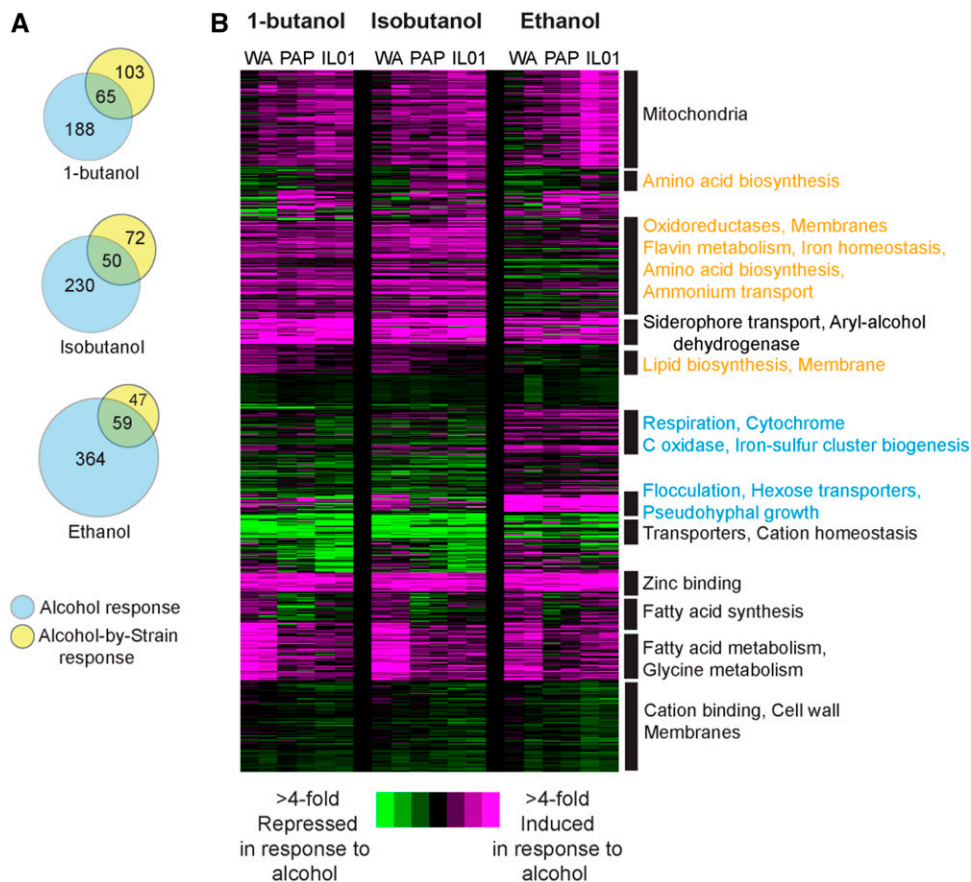 A
103
65
188
1-butanol
72
50
230
Isobutanol
47
59
364
Ethanol
Alcohol response
Alcohol-by-Strain
response
B
1-butanol Isobutanol Ethanol
WA PAP IL01 WA PAP IL01 WA PAP IL01
Mitochondria
Amino acid biosynthesis
Oxidoreductases, Membranes
Flavin metabolism, Iron homeostasis,
Amino acid biosynthesis,
Ammonium transport
Siderophore transport, Aryl-alcohol
dehydrogenase
Lipid biosynthesis, Membrane
Respiration, Cytochrome
C oxidase, Iron-sulfur cluster biogenesis
Flocculation, Hexose transporters,
Pseudohyphal growth
Transporters, Cation homeostasis
Zinc binding
Fatty acid synthesis
Fatty acid metabolism,
Glycine metabolism
Cation binding, Cell wall
Membranes
>4-fold
Repressed
in response to
alcohol
>4-fold
Induced
in response to
alcohol